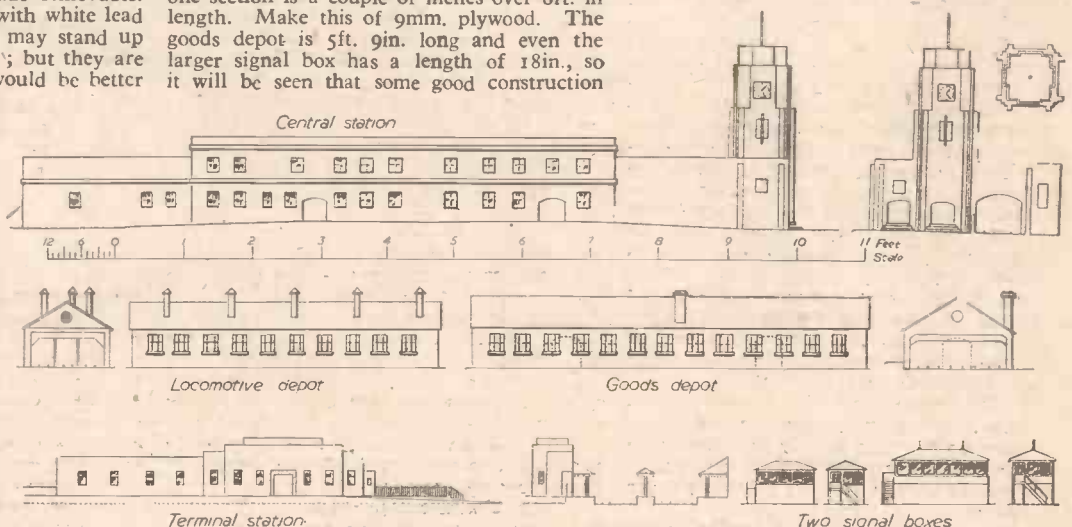 with white lead
may stand up
; but they are
would be better
one section is a couple of inches over 6ft. in
length. Make this of 9mm. plywood. The
goods depot is 5ft. 9in. long and even the
larger signal box has a length of 18in., so
it will be seen that some good construction
Central station
12 6 0 1 2 3 4 5 6 7 8 9 10 11 Feet
Scale
Locomotive depot
Goods depot
Terminal station.
Two signal boxes